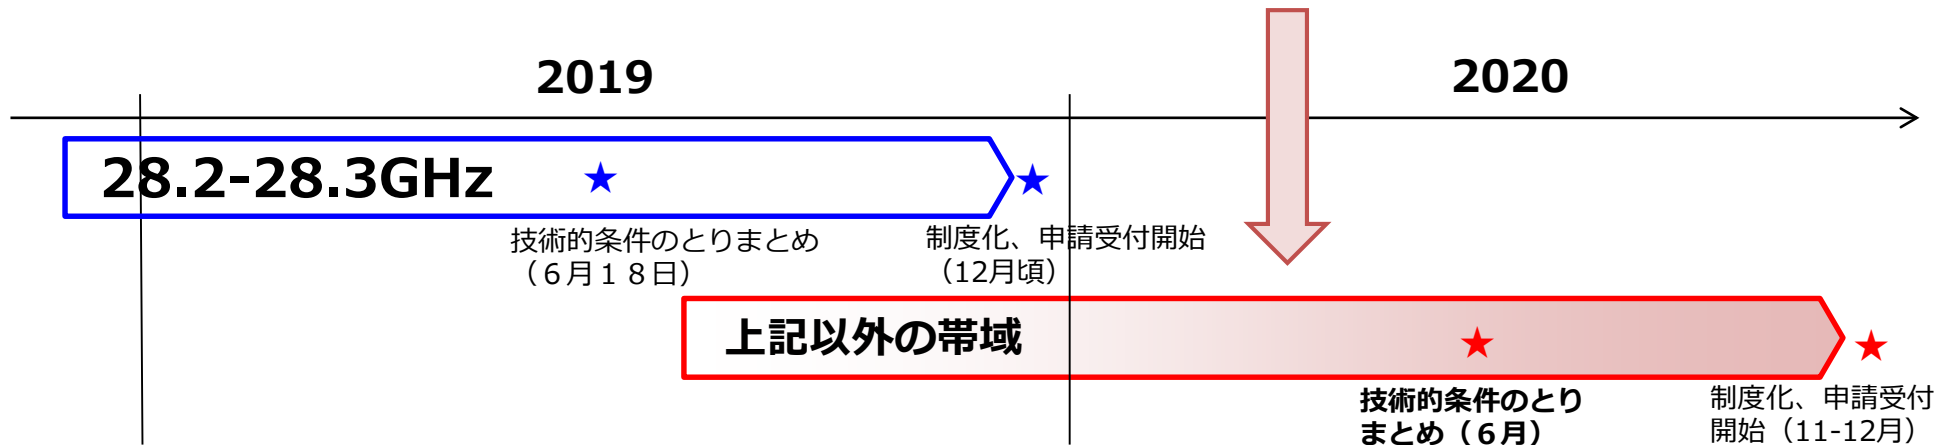 2019
2020
28.2-28.3GHz
★
★
技術的条件のとりまとめ
（６月１８日）
制度化、申請受付開始
（12月頃）
上記以外の帯域
★
★
技術的条件のとり
まとめ（６月）
制度化、申請受付
開始（11-12月）